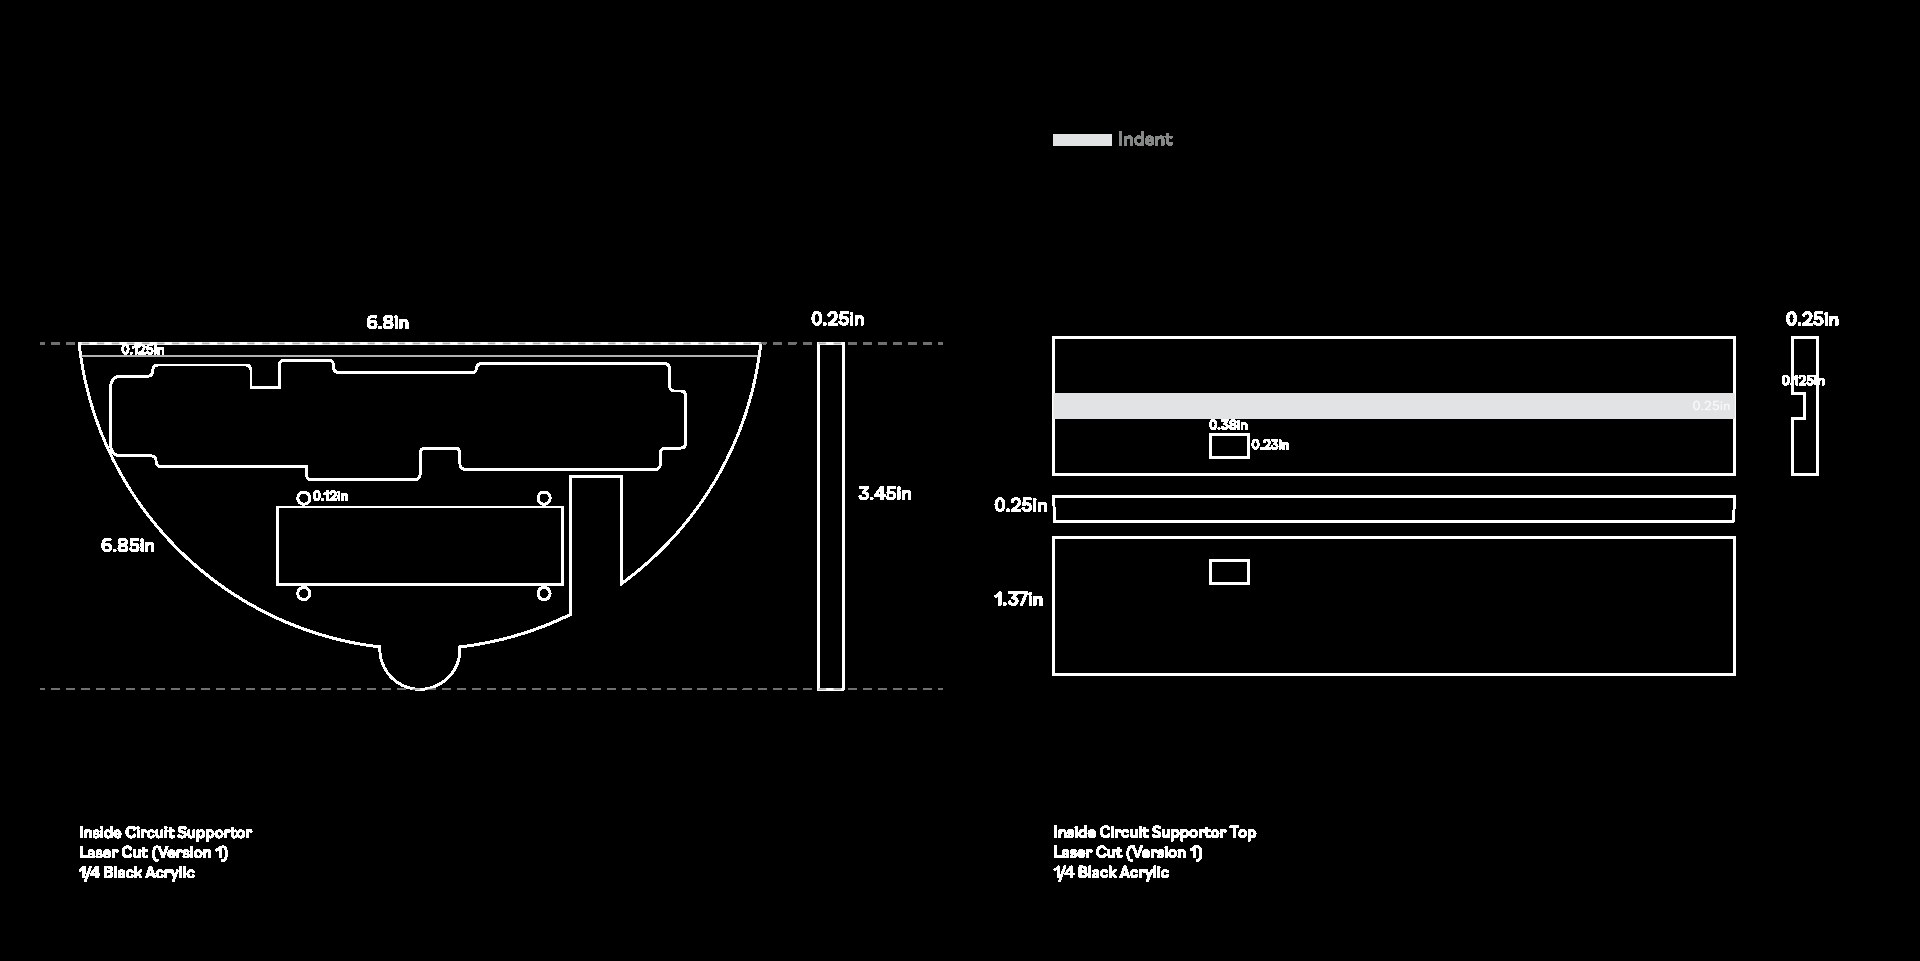 Indent
6.8in
0.25in
0.125in
0.12in
6.85in
3.45in
0.25in
0.125in
0.25in
0.38in
0.23in
0.25in
1.37in
Inside Circuit Supportor
Laser Cut (Version 1)
1/4 Black Acrylic
Inside Circuit Supportor Top
Laser Cut (Version 1)
1/4 Black Acrylic